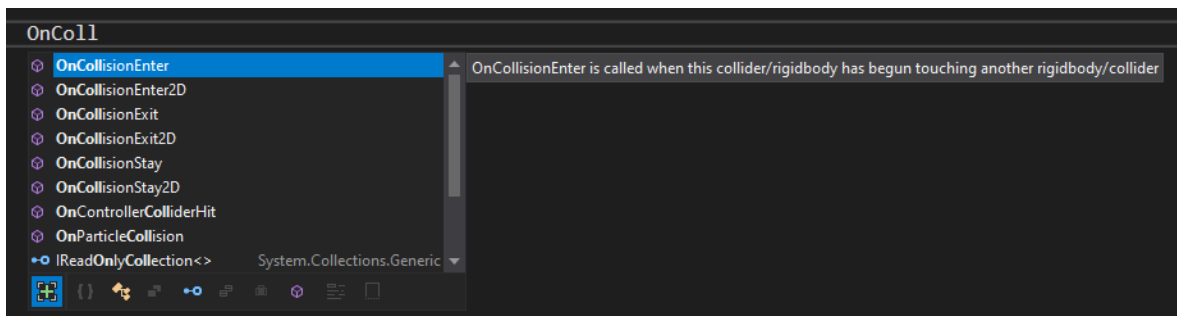 OnColl
OnCollisionEnter
OnCollisionEnter is called when this collider/rigidbody has begun touching another rigidbody/collider
OnCollisionEnter2D
OnCollisionExit
OnCollisionExit2D
OnCollisionStay
OnCollisionStay2D
OnControllerColliderHit
OnParticleCollision
IReadOnlyCollection<> System.Collections.Generic
{}